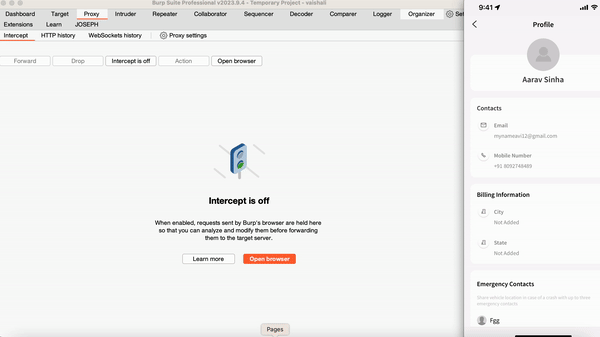 Burp Suite Professional v2023.9.4 - Temporary Project - vaishali
Dashboard Target Proxy Intruder Repeater Collaborator Sequencer Decoder Comparer Logger Organizer
Extensions Learn JOSEPH
Intercept HTTP history WebSockets history Proxy settings
Forward Drop Intercept is off Action Open browser
Intercept is off
When enabled, requests sent by Burp's browser are held here
so that you can analyze and modify them before forwarding
them to the target server.
Learn more Open browser
Pages
9:41
Profile
Aarav Sinha
Contacts
Email
mynameavi12@gmail.com
Mobile Number
+91 8092748489
Billing Information
City
Not Added
State
Not Added
Emergency Contacts
Share vehicle location in case of a crash with up to three
emergency contacts
Fgg